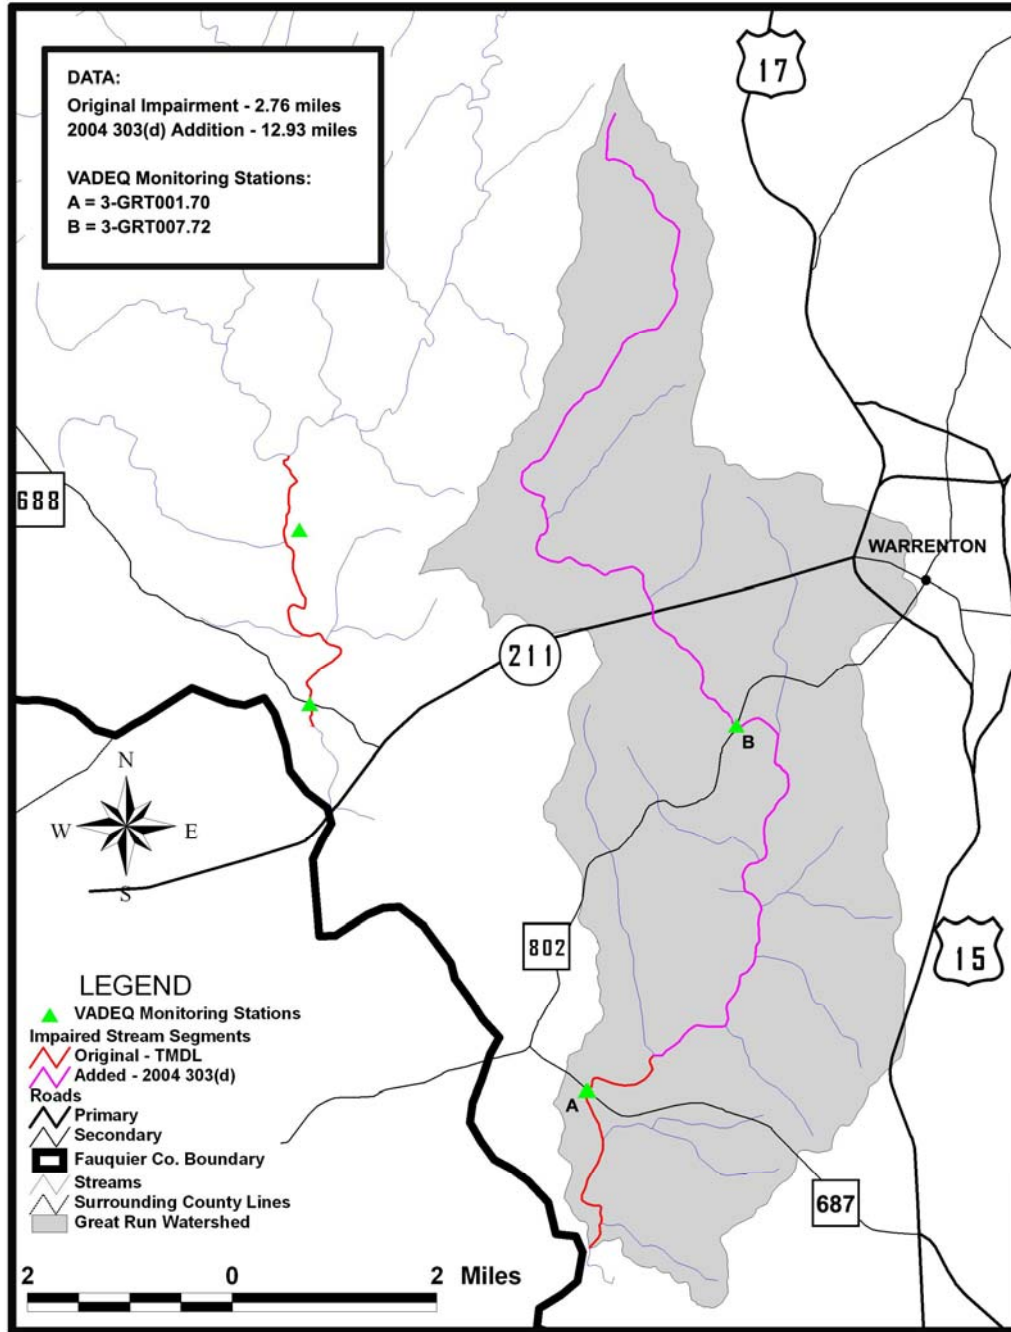 DATA:
Original Impairment - 2.76 miles
2004 303(d) Addition - 12.93 miles
VADEQ Monitoring Stations:
A = 3-GRT001.70
B = 3-GRT007.72
17
688
WARRENTON
211
B
N
W E
S
802
15
A
687
LEGEND
VADEQ Monitoring Stations
Impaired Stream Segments
Original - TMDL
Added - 2004 303(d)
Roads
Primary
Secondary
Fauquier Co. Boundary
Streams
Surrounding County Lines
Great Run Watershed
2 0 2 Miles